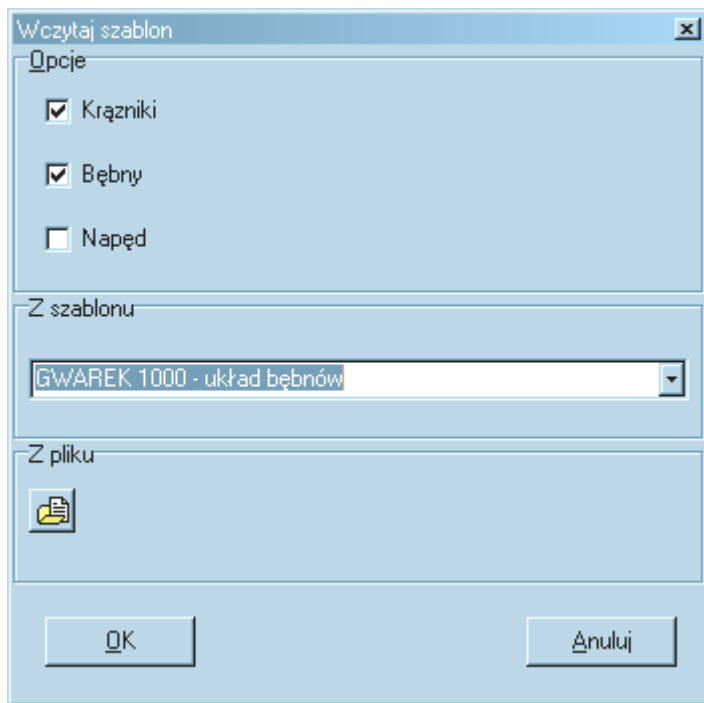 Wczytaj szablon
Opcje
Krązniki
Bębny
Napęd
Z szablonu
GWAREK 1000 - układ bębnów
Z pliku
OK
Anuluj